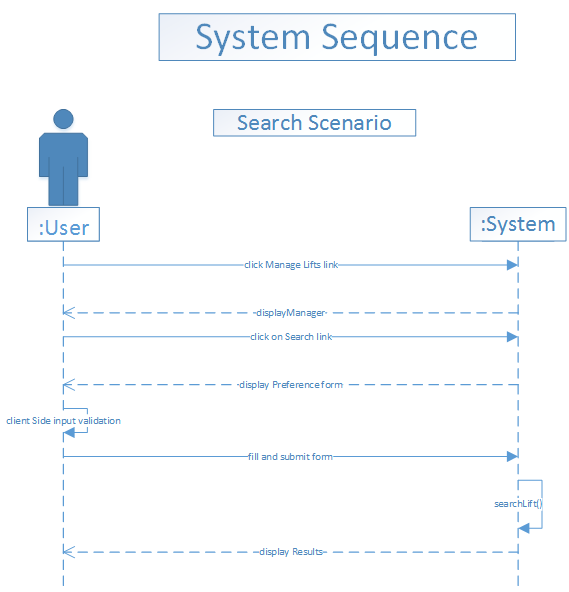 System Sequence
Search Scenario
:User
:System
click Manage Lifts link
displayManager
click on Search link
display Preference form
client Side input validation
fill and submit form
searchLift()
display Results